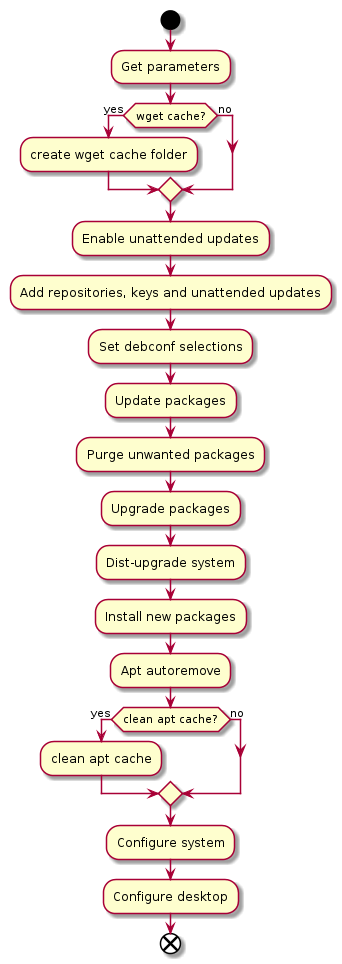 Get parameters
yes
wget cache?
no
create wget cache folder
Enable unattended updates
Add repositories, keys and unattended updates
Set debconf selections
Update packages
Purge unwanted packages
Upgrade packages
Dist-upgrade system
Install new packages
Apt autoremove
yes
clean apt cache?
no
clean apt cache
Configure system
Configure desktop